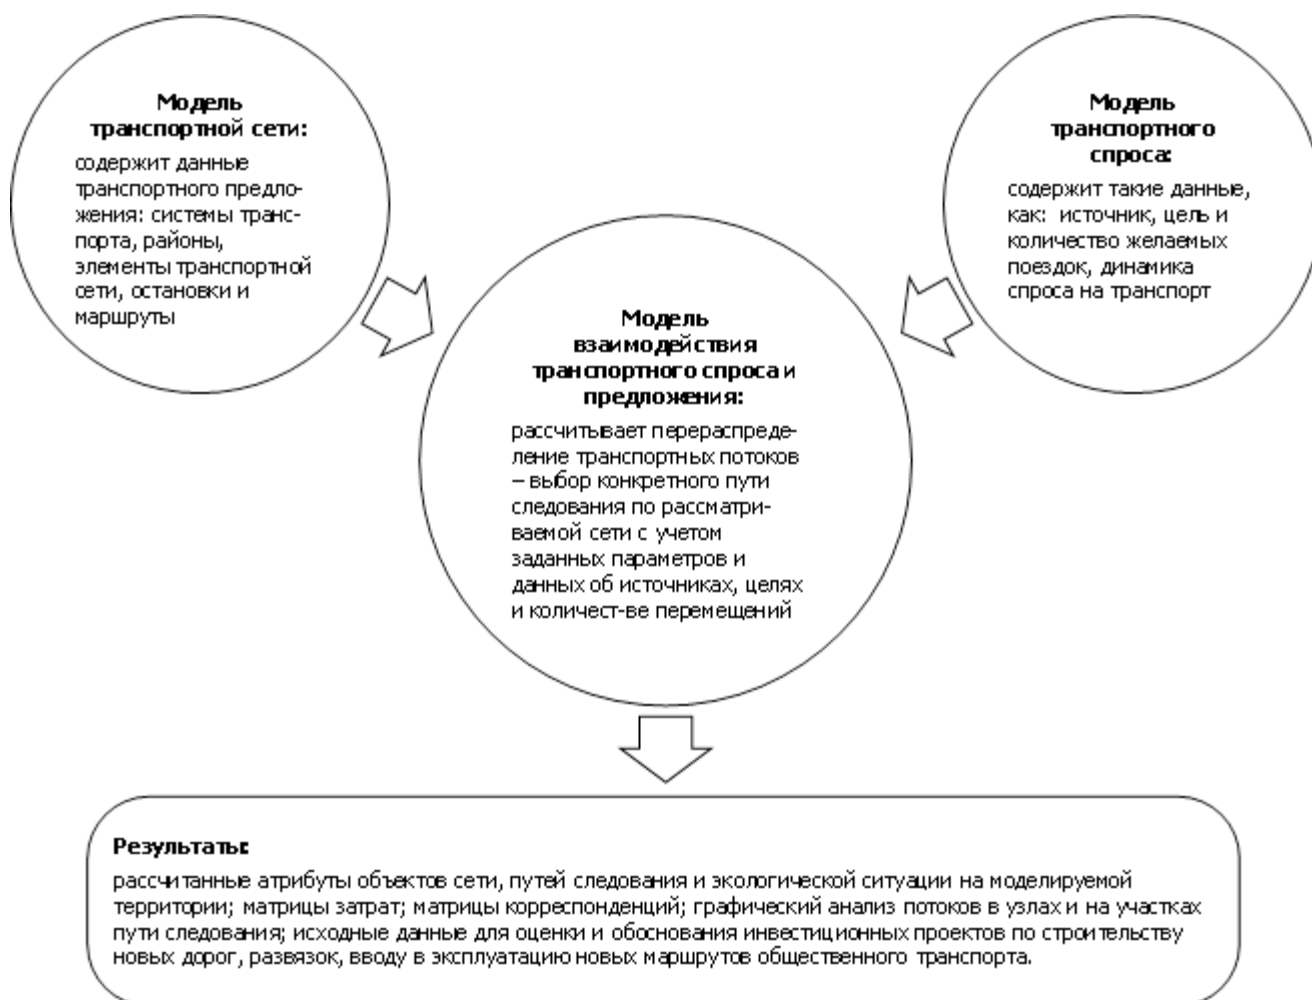 Модель
транспортной сети:
содержит данные
транспортного предло-
жения: системы транс-
порта, районы,
элементы транспортной
сети, остановки и
маршруты
Модель
транспортного
спроса:
содержит такие данные,
как: источник, цель и
количество желаемых
поездок, динамика
спроса на транспорт
Модель
взаимодействия
транспортного спроса и
предложения:
рассчитывает перераспреде-
ление транспортных потоков
– выбор конкретного пути
следования по рассматри-
ваемой сети с учетом
заданных параметров и
данных об источниках, целях
и количест-ве перемещений
Результаты:
рассчитанные атрибуты объектов сети, путей следования и экологической ситуации на моделируемой
территории; матрицы затрат; матрицы корреспонденций; графический анализ потоков в узлах и на участках
пути следования; исходные данные для оценки и обоснования инвестиционных проектов по строительству
новых дорог, развязок, вводу в эксплуатацию новых маршрутов общественного транспорта.